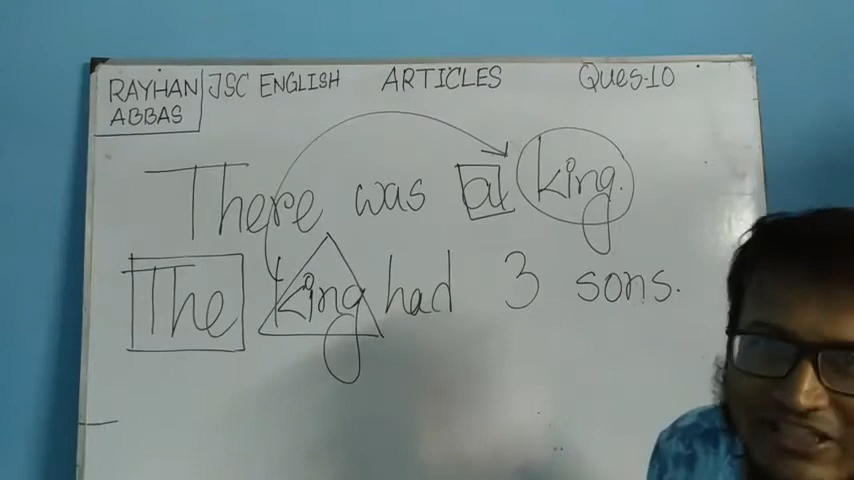 RAYHAN ABBAS JSC ENGLISH ARTICLES Ques-10
There was a king.
The king had 3 sons.